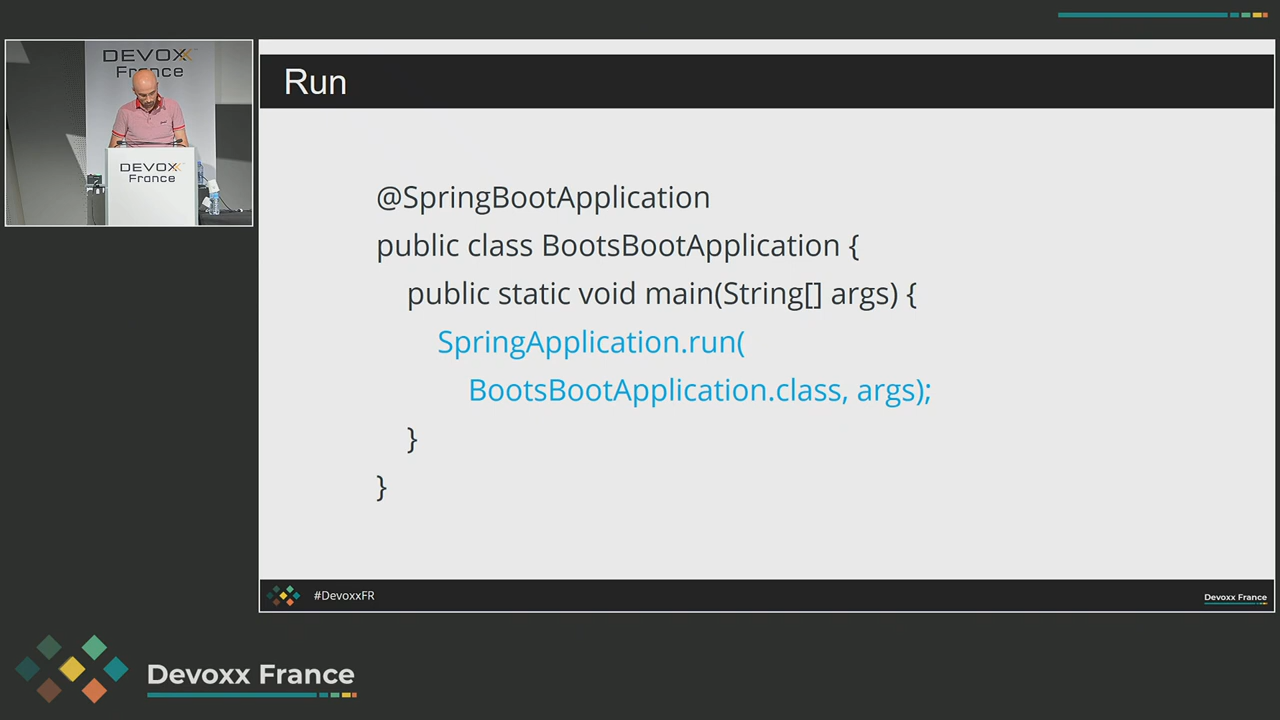 DEVOXX
France
DEVOXX
France
Run
@SpringBootApplication
public class BootsBootApplication {
public static void main(String[] args) {
SpringApplication.run(
BootsBootApplication.class, args);
}
}
#DevoxxFR
Devoxx France
Devoxx France